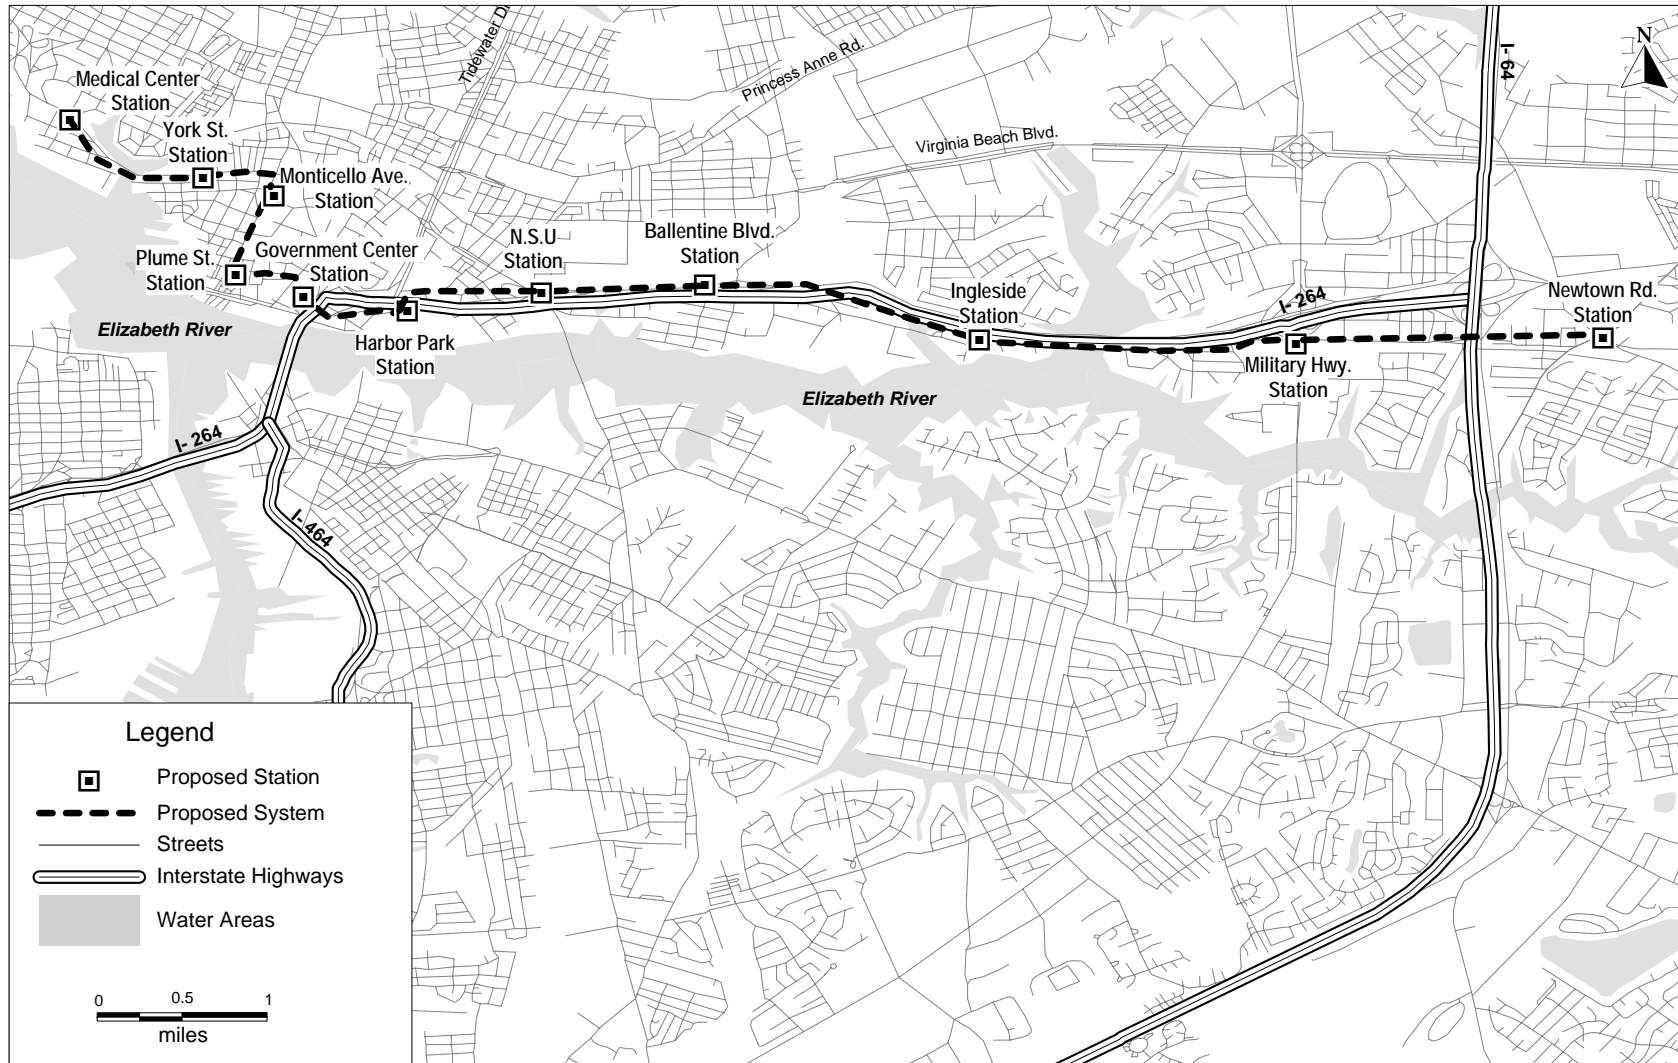 Tidewater Dr
Princess Anne Rd.
I- 64
N
Medical Center
Station
York St.
Station
Virginia Beach Blvd.
Monticello Ave.
Station
N.S.U
Station
Ballentine Blvd.
Station
Government Center
Station
Plume St.
Station
Ingleside
Station
I- 264
Newtown Rd.
Station
Elizabeth River
Harbor Park
Station
Military Hwy.
Station
Elizabeth River
I- 264
I- 464
Legend
Proposed Station
Proposed System
Streets
Interstate Highways
Water Areas
0 0.5 1
miles